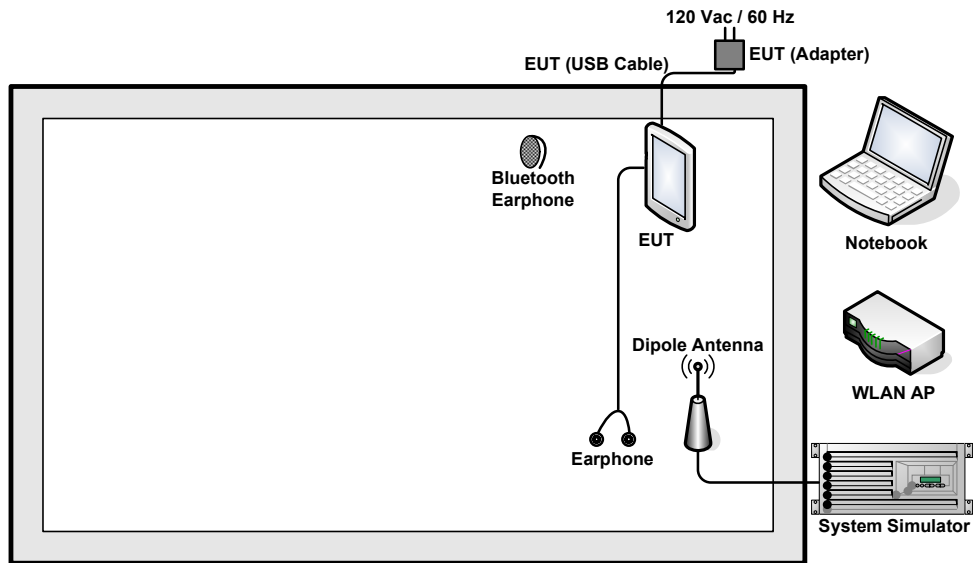 120 Vac / 60 Hz
EUT (Adapter)
EUT (USB Cable)
Bluetooth
Earphone
EUT
Notebook
Dipole Antenna
WLAN AP
Earphone
System Simulator